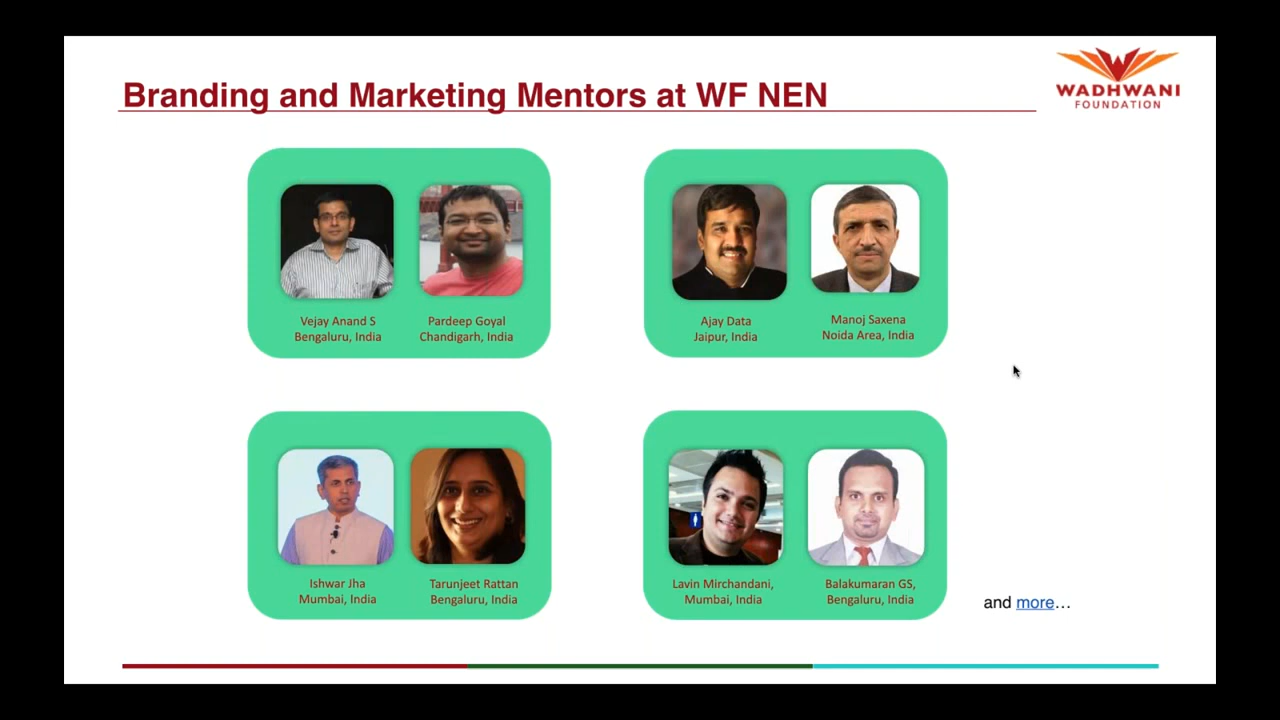 Branding and Marketing Mentors at WF NEN
WADHWANI
FOUNDATION
Vejay Anand S
Bengaluru, India
Pardeep Goyal
Chandigarh, India
Ajay Data
Jaipur, India
Manoj Saxena
Noida Area, India
Ishwar Jha
Mumbai, India
Tarunjeet Rattan
Bengaluru, India
Lavin Mirchandani,
Mumbai, India
Balakumaran GS,
Bengaluru, India
and more...